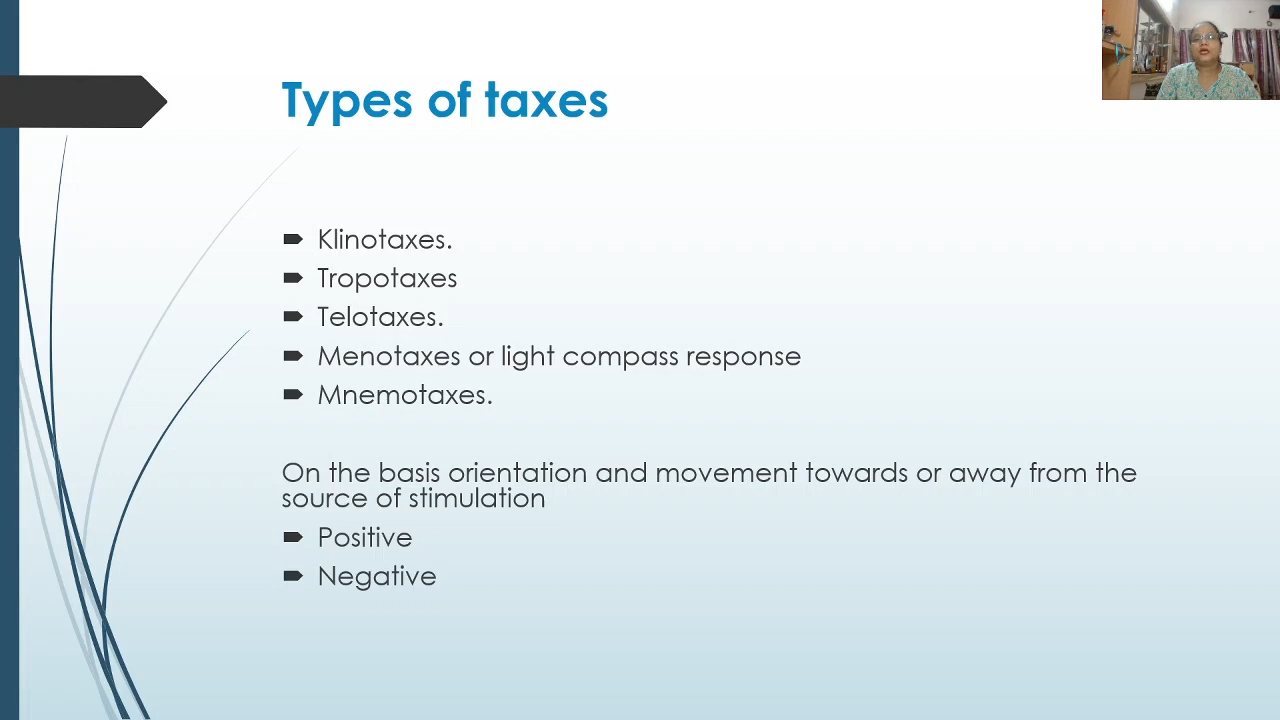 Types of taxes
Klinotaxes.
Tropotaxes
Telotaxes.
Menotaxes or light compass response
Mnemotaxes.
On the basis orientation and movement towards or away from the
source of stimulation
Positive
Negative